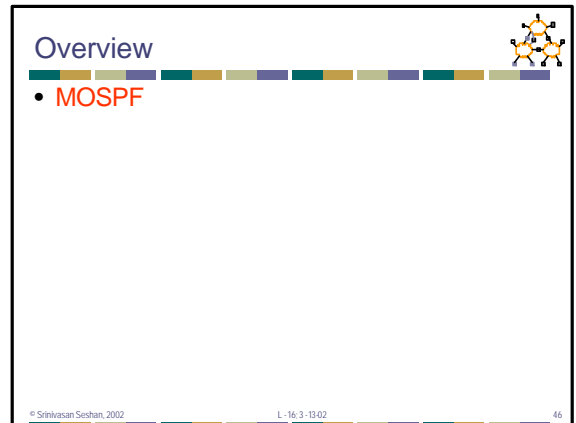 Overview
• MOSPF
© Srinivasan Seshan, 2002 L -16; 3 -13-02 46